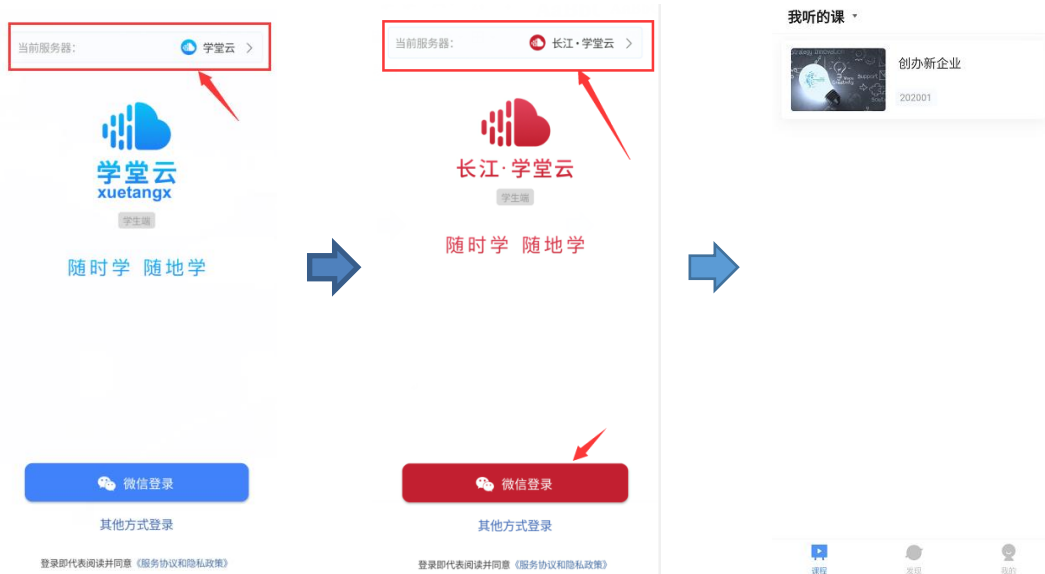 当前服务器：
学堂云
学堂云
xuetangx
学生端
随时学 随地学
微信登录
其他方式登录
登录即代表阅读并同意《服务协议和隐私政策》
当前服务器：
长江·学堂云
长江·学堂云
学生端
随时学 随地学
微信登录
其他方式登录
登录即代表阅读并同意《服务协议和隐私政策》
我听的课
创办新企业
202001
课程
发现
我的